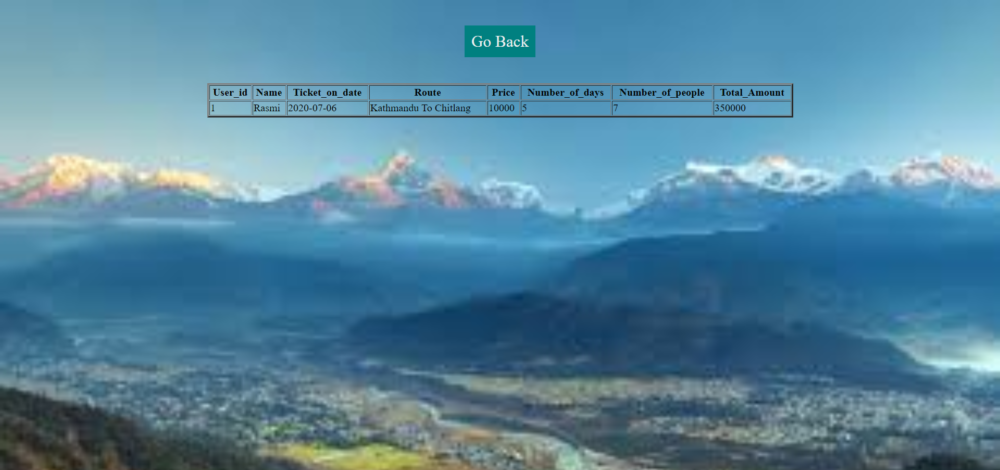 Go Back
User_id Name Ticket_on_date Route Price Number_of_days Number_of_people Total_Amount
1 Rasmi 2020-07-06 Kathmandu To Chitlang 10000 5 7 350000